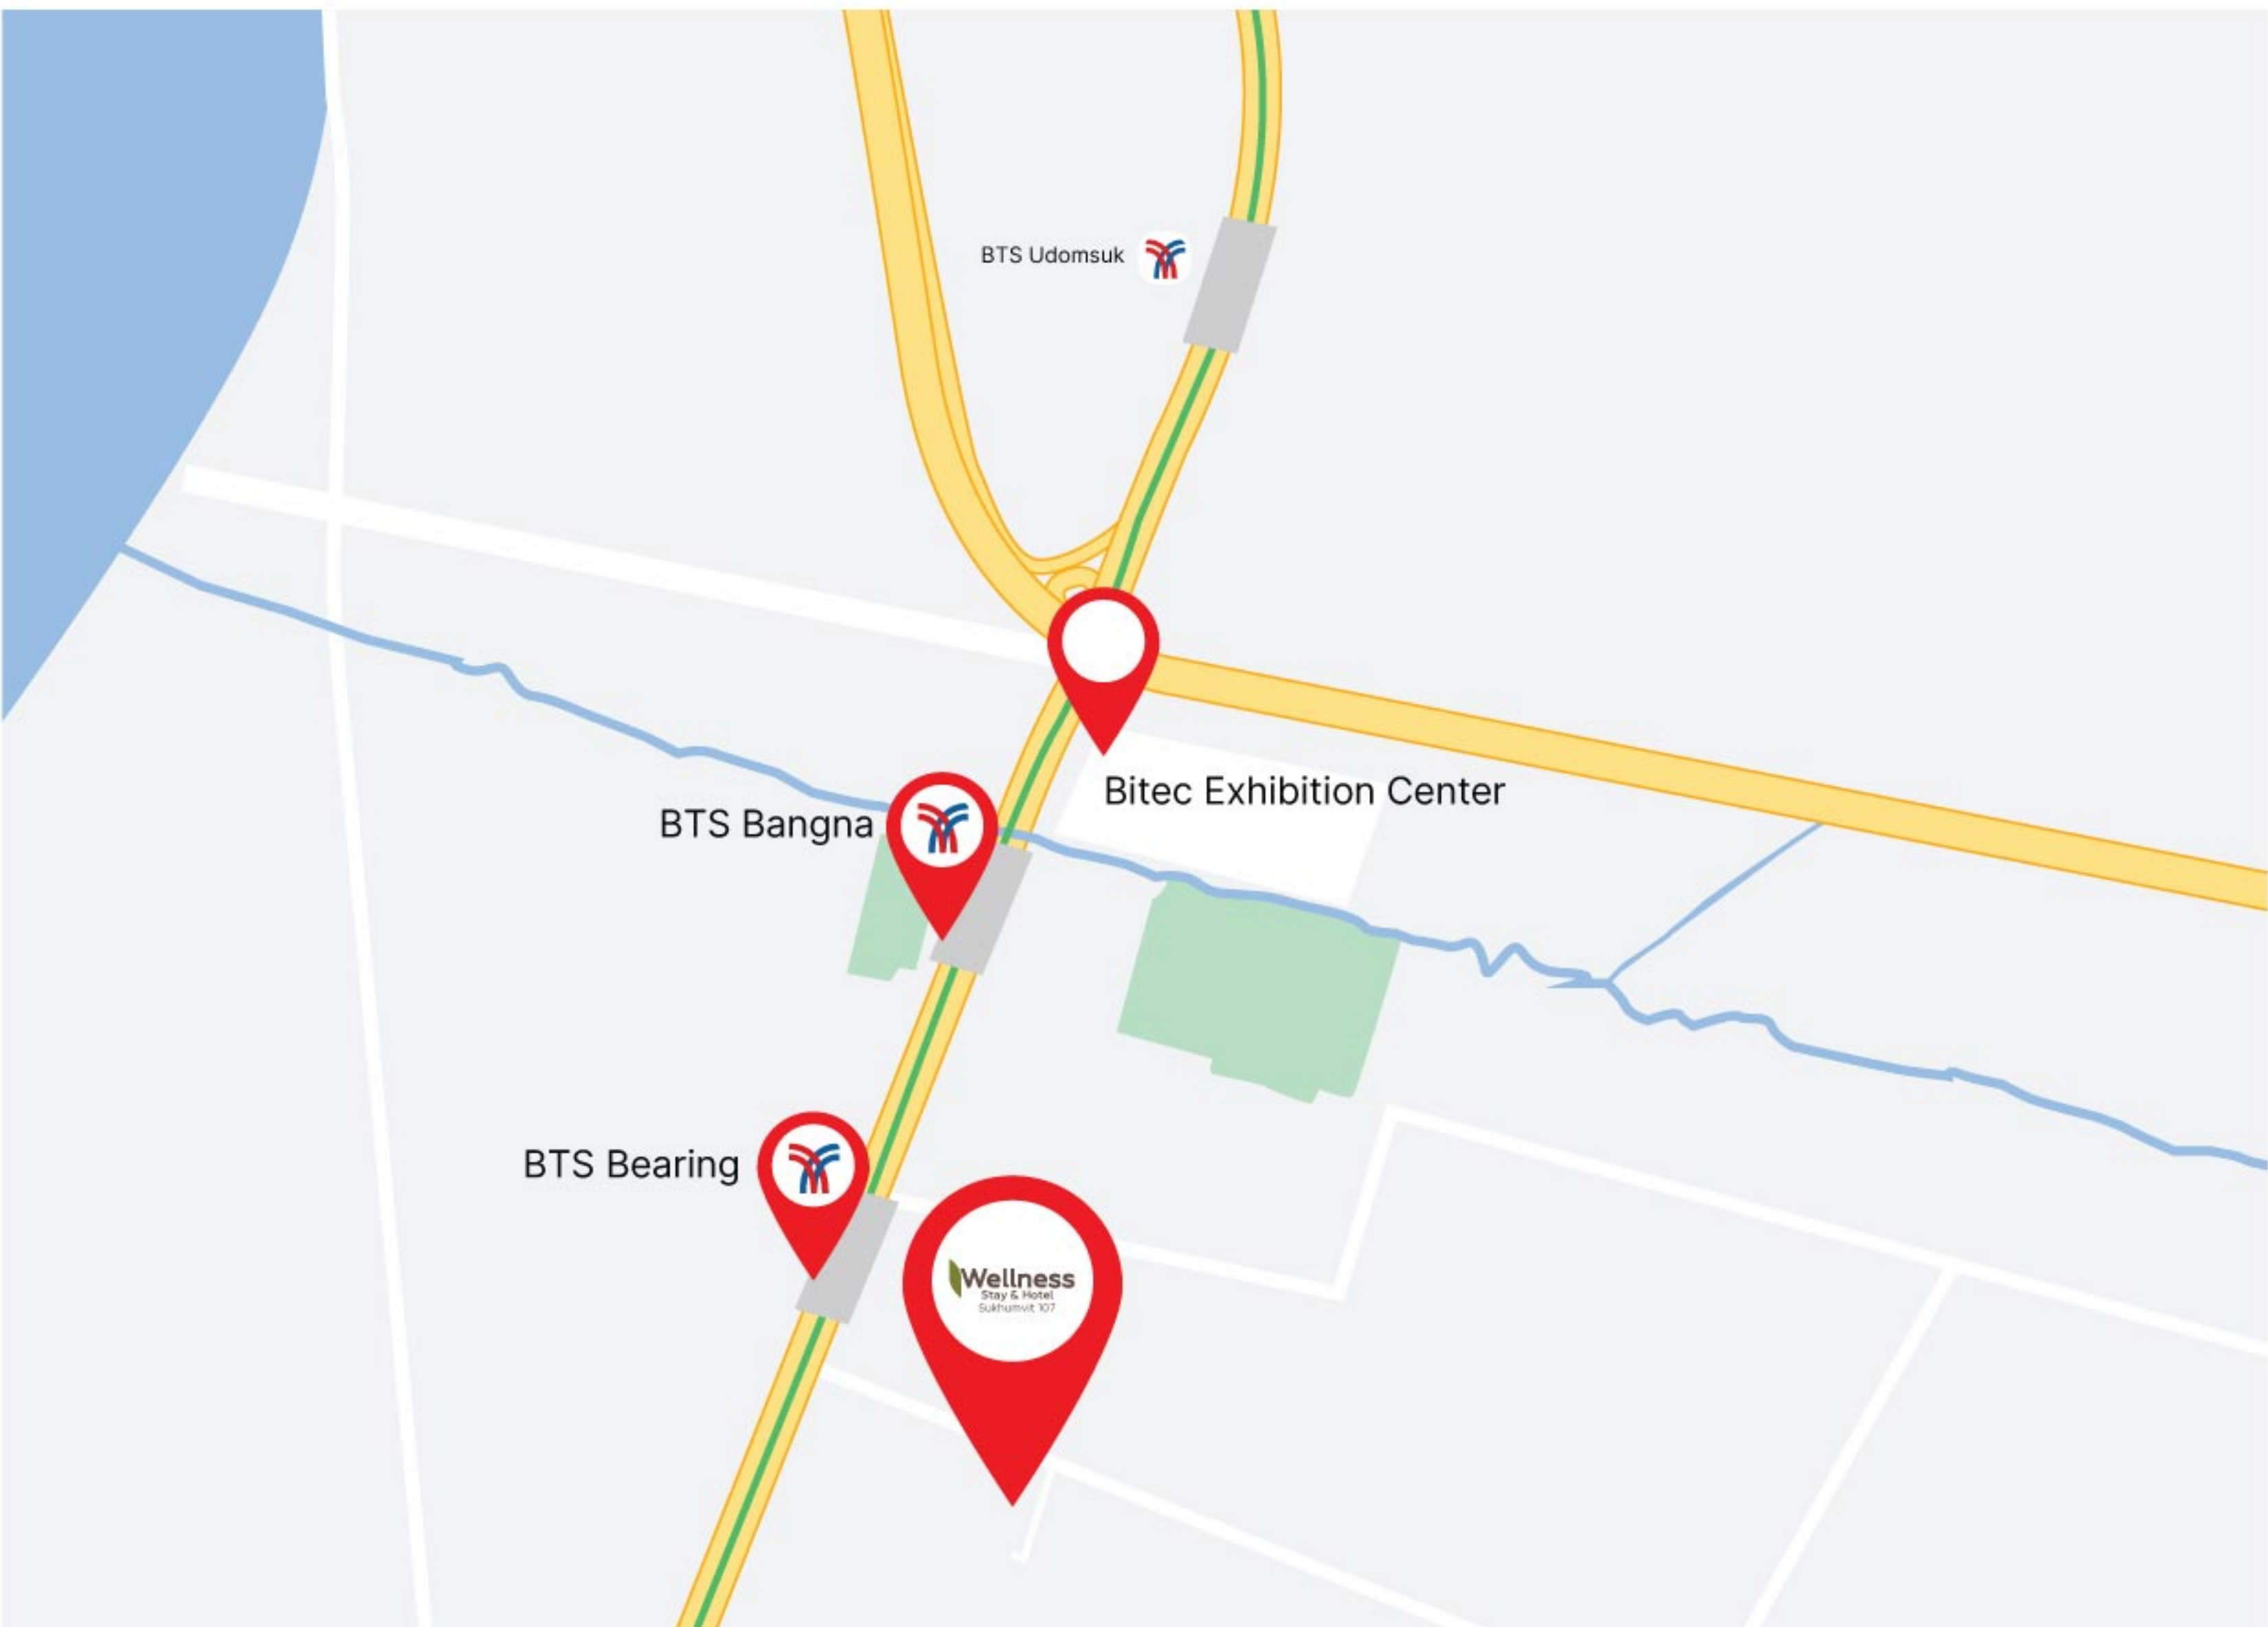 BTS Udomsuk
Bitec Exhibition Center
BTS Bangna
BTS Bearing
Wellness
Stay & Hotel
Sukhumvit 107